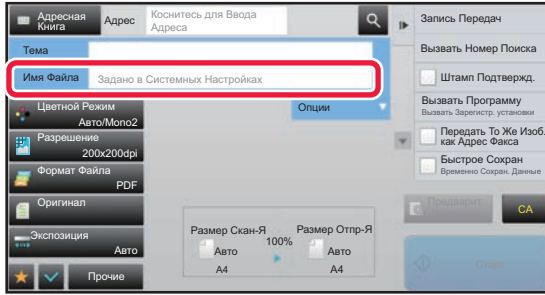 Адресная
Книга
Адрес
Коснитесь для Ввода
Адреса
Тема
Имя Файла
Задано в Системных Настройках
Цветной Режим
Авто/Mono2
Опции
Разрешение
200x200dpi
Формат Файла
PDF
Оригинал
Экспозиция
Авто
Прочие
Размер Скан-Я
Авто
A4
100%
Размер Отпр-Я
Авто
A4
Запись Передач
Вызвать Номер Поиска
Штамп Подтвержд.
Вызвать Программу
Вызвать Зарегистр. установки
Передать То Же Изоб.
как Адрес Факса
Быстрое Сохран
Временно Сохран. Данные
Предварит.
CA
Старт